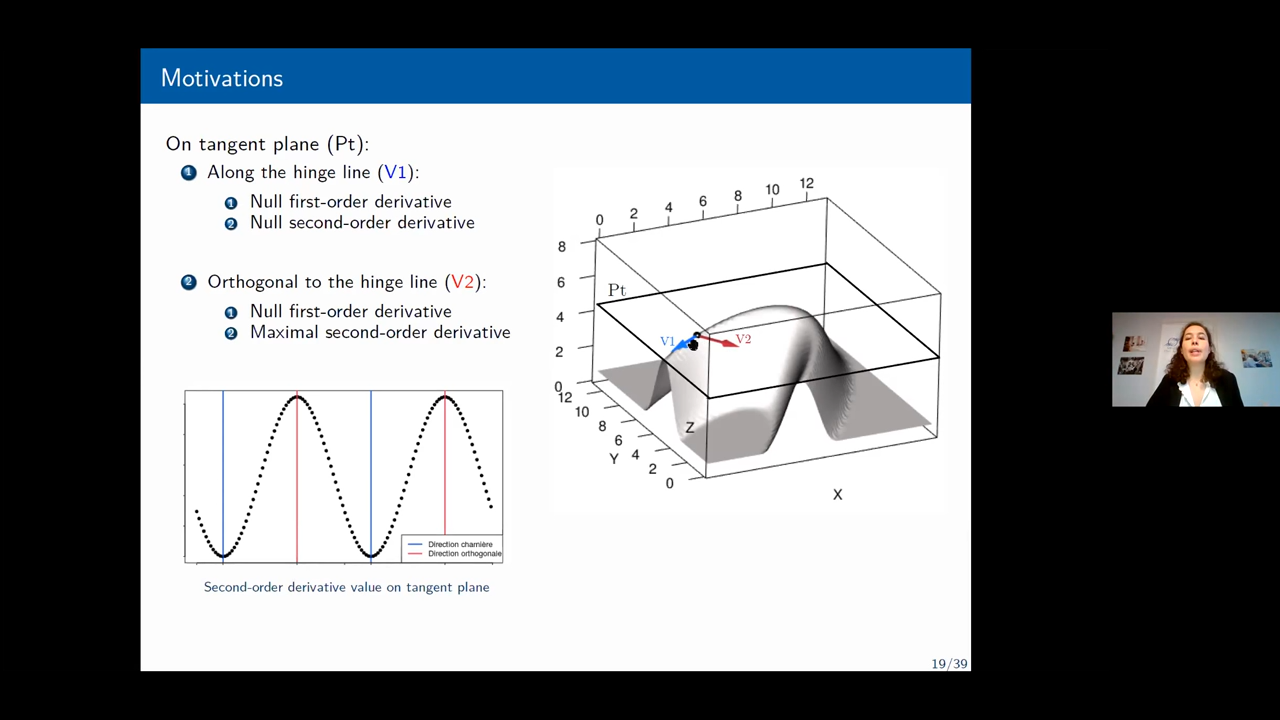 Motivations
On tangent plane (Pt):
1 Along the hinge line (V1):
1 Null first-order derivative
2 Null second-order derivative
2 Orthogonal to the hinge line (V2):
1 Null first-order derivative
2 Maximal second-order derivative
Direction charnière
Direction orthogonale
Second-order derivative value on tangent plane
0 2 4 6 8 10 12
8
6
4
2
0
Pt
V1
V2
12
10
8
6
4
2
0
Z
Y
X
19/39